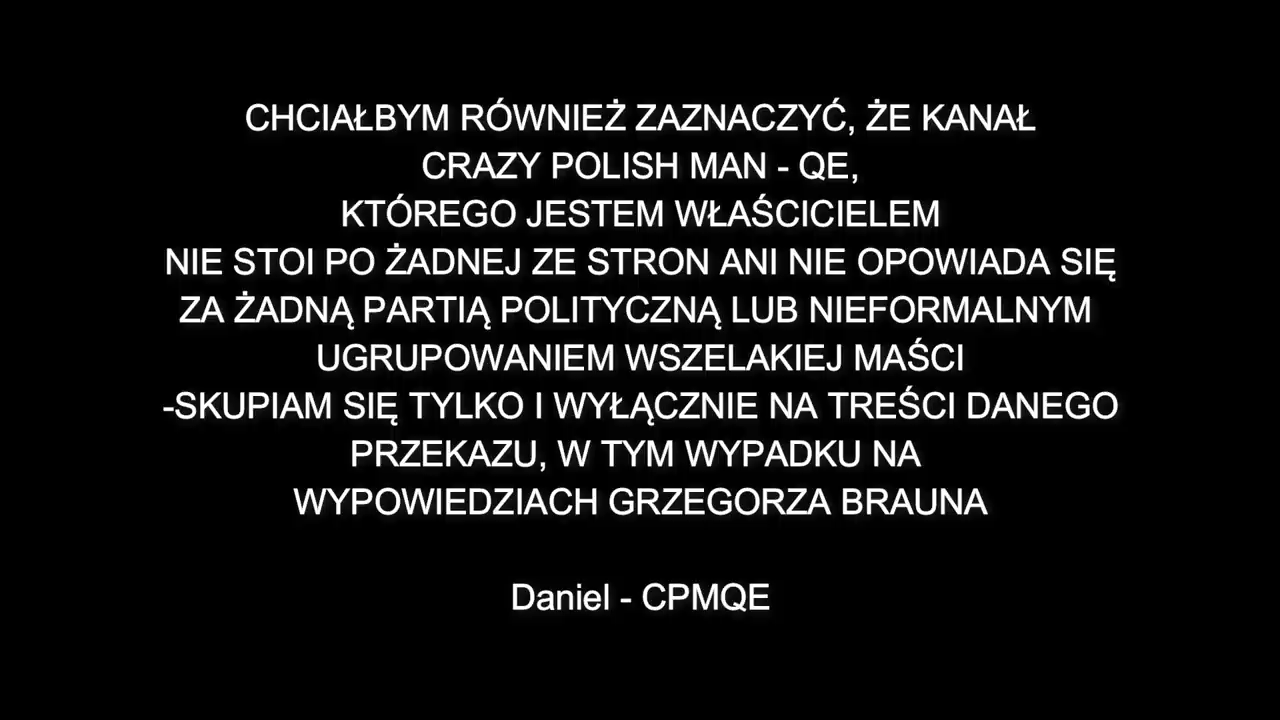 CHCIAŁBYM RÓWNIEŻ ZAZNACZYĆ, ŻE KANAŁ
CRAZY POLISH MAN - QE,
KTÓREGO JESTEM WŁAŚCICIELEM
NIE STOI PO ŻADNEJ ZE STRON ANI NIE OPOWIADA SIĘ
ZA ŻADNĄ PARTIĄ POLITYCZNĄ LUB NIEFORMALNYM
UGRUPOWANIEM WSZELAKIEJ MAŚCI
-SKUPIAM SIĘ TYLKO I WYŁĄCZNIE NA TREŚCI DANEGO
PRZEKAZU, W TYM WYPADKU NA
WYPOWIEDZIACH GRZEGORZA BRAUNA
Daniel - CPMQE